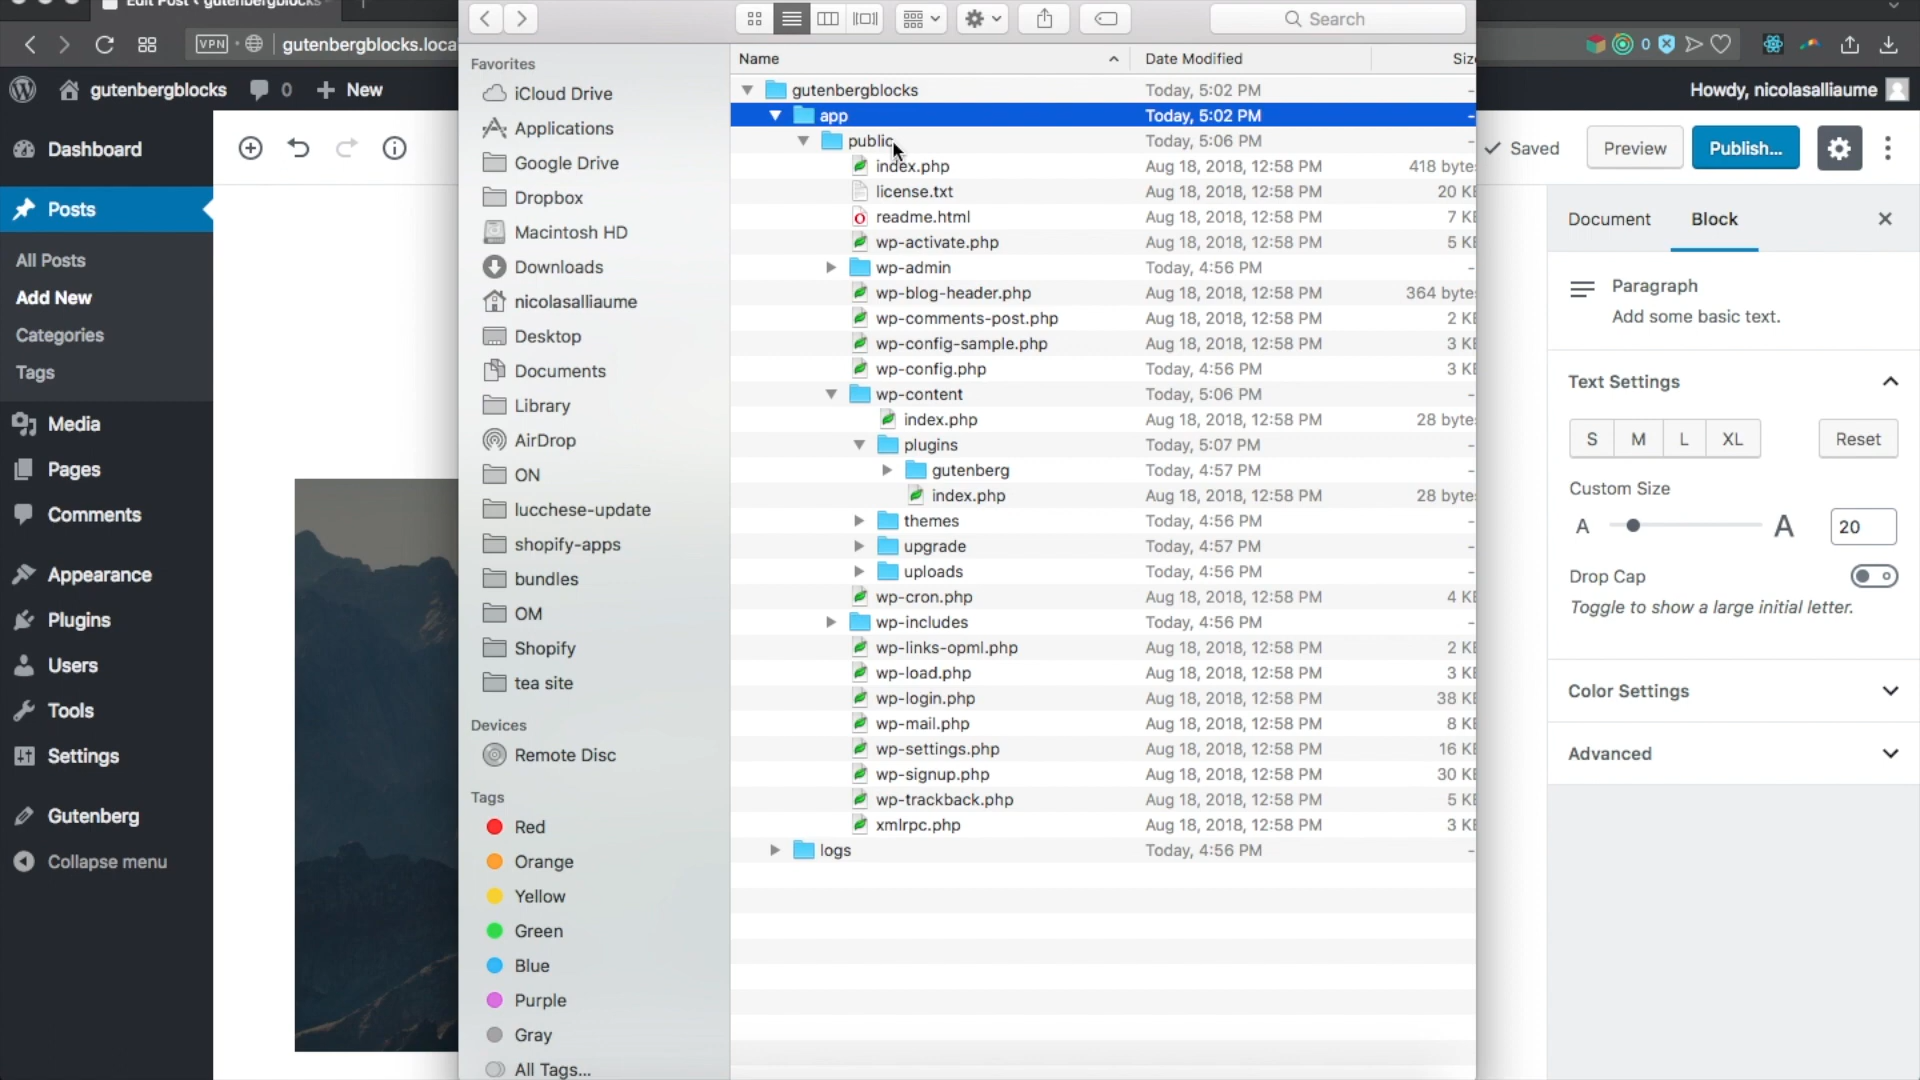 Edit Post ‹ gutenbergblocks
VPN
gutenbergblocks.loca
0
gutenbergblocks
0
New
Howdy, nicolasalliaume
Dashboard
Posts
All Posts
Add New
Categories
Tags
Media
Pages
Comments
Appearance
Plugins
Users
Tools
Settings
Gutenberg
Collapse menu
Search
Favorites
iCloud Drive
Applications
Google Drive
Dropbox
Macintosh HD
Downloads
nicolasalliaume
Desktop
Documents
Library
AirDrop
ON
lucchese-update
shopify-apps
bundles
OM
Shopify
tea site
Devices
Remote Disc
Tags
Red
Orange
Yellow
Green
Blue
Purple
Gray
All Tags...
Name Date Modified Siz
gutenbergblocks Today, 5:02 PM -
app Today, 5:02 PM -
public Today, 5:06 PM -
index.php Aug 18, 2018, 12:58 PM 418 byte
license.txt Aug 18, 2018, 12:58 PM 20 K
readme.html Aug 18, 2018, 12:58 PM 7 K
wp-activate.php Aug 18, 2018, 12:58 PM 5 K
wp-admin Today, 4:56 PM -
wp-blog-header.php Aug 18, 2018, 12:58 PM 364 byte
wp-comments-post.php Aug 18, 2018, 12:58 PM 2 K
wp-config-sample.php Aug 18, 2018, 12:58 PM 3 K
wp-config.php Today, 4:56 PM 3 K
wp-content Today, 5:06 PM -
index.php Aug 18, 2018, 12:58 PM 28 byte
plugins Today, 5:07 PM -
gutenberg Today, 4:57 PM -
index.php Aug 18, 2018, 12:58 PM 28 byte
themes Today, 4:56 PM -
upgrade Today, 4:57 PM -
uploads Today, 4:56 PM -
wp-cron.php Aug 18, 2018, 12:58 PM 4 K
wp-includes Today, 4:56 PM -
wp-links-opml.php Aug 18, 2018, 12:58 PM 2 K
wp-load.php Aug 18, 2018, 12:58 PM 3 K
wp-login.php Aug 18, 2018, 12:58 PM 38 K
wp-mail.php Aug 18, 2018, 12:58 PM 8 K
wp-settings.php Aug 18, 2018, 12:58 PM 16 K
wp-signup.php Aug 18, 2018, 12:58 PM 30 K
wp-trackback.php Aug 18, 2018, 12:58 PM 5 K
xmlrpc.php Aug 18, 2018, 12:58 PM 3 K
logs Today, 4:56 PM -
Saved
Preview
Publish...
Document
Block
Paragraph
Add some basic text.
Text Settings
S M L XL
Reset
Custom Size
A A 20
Drop Cap
Toggle to show a large initial letter.
Color Settings
Advanced